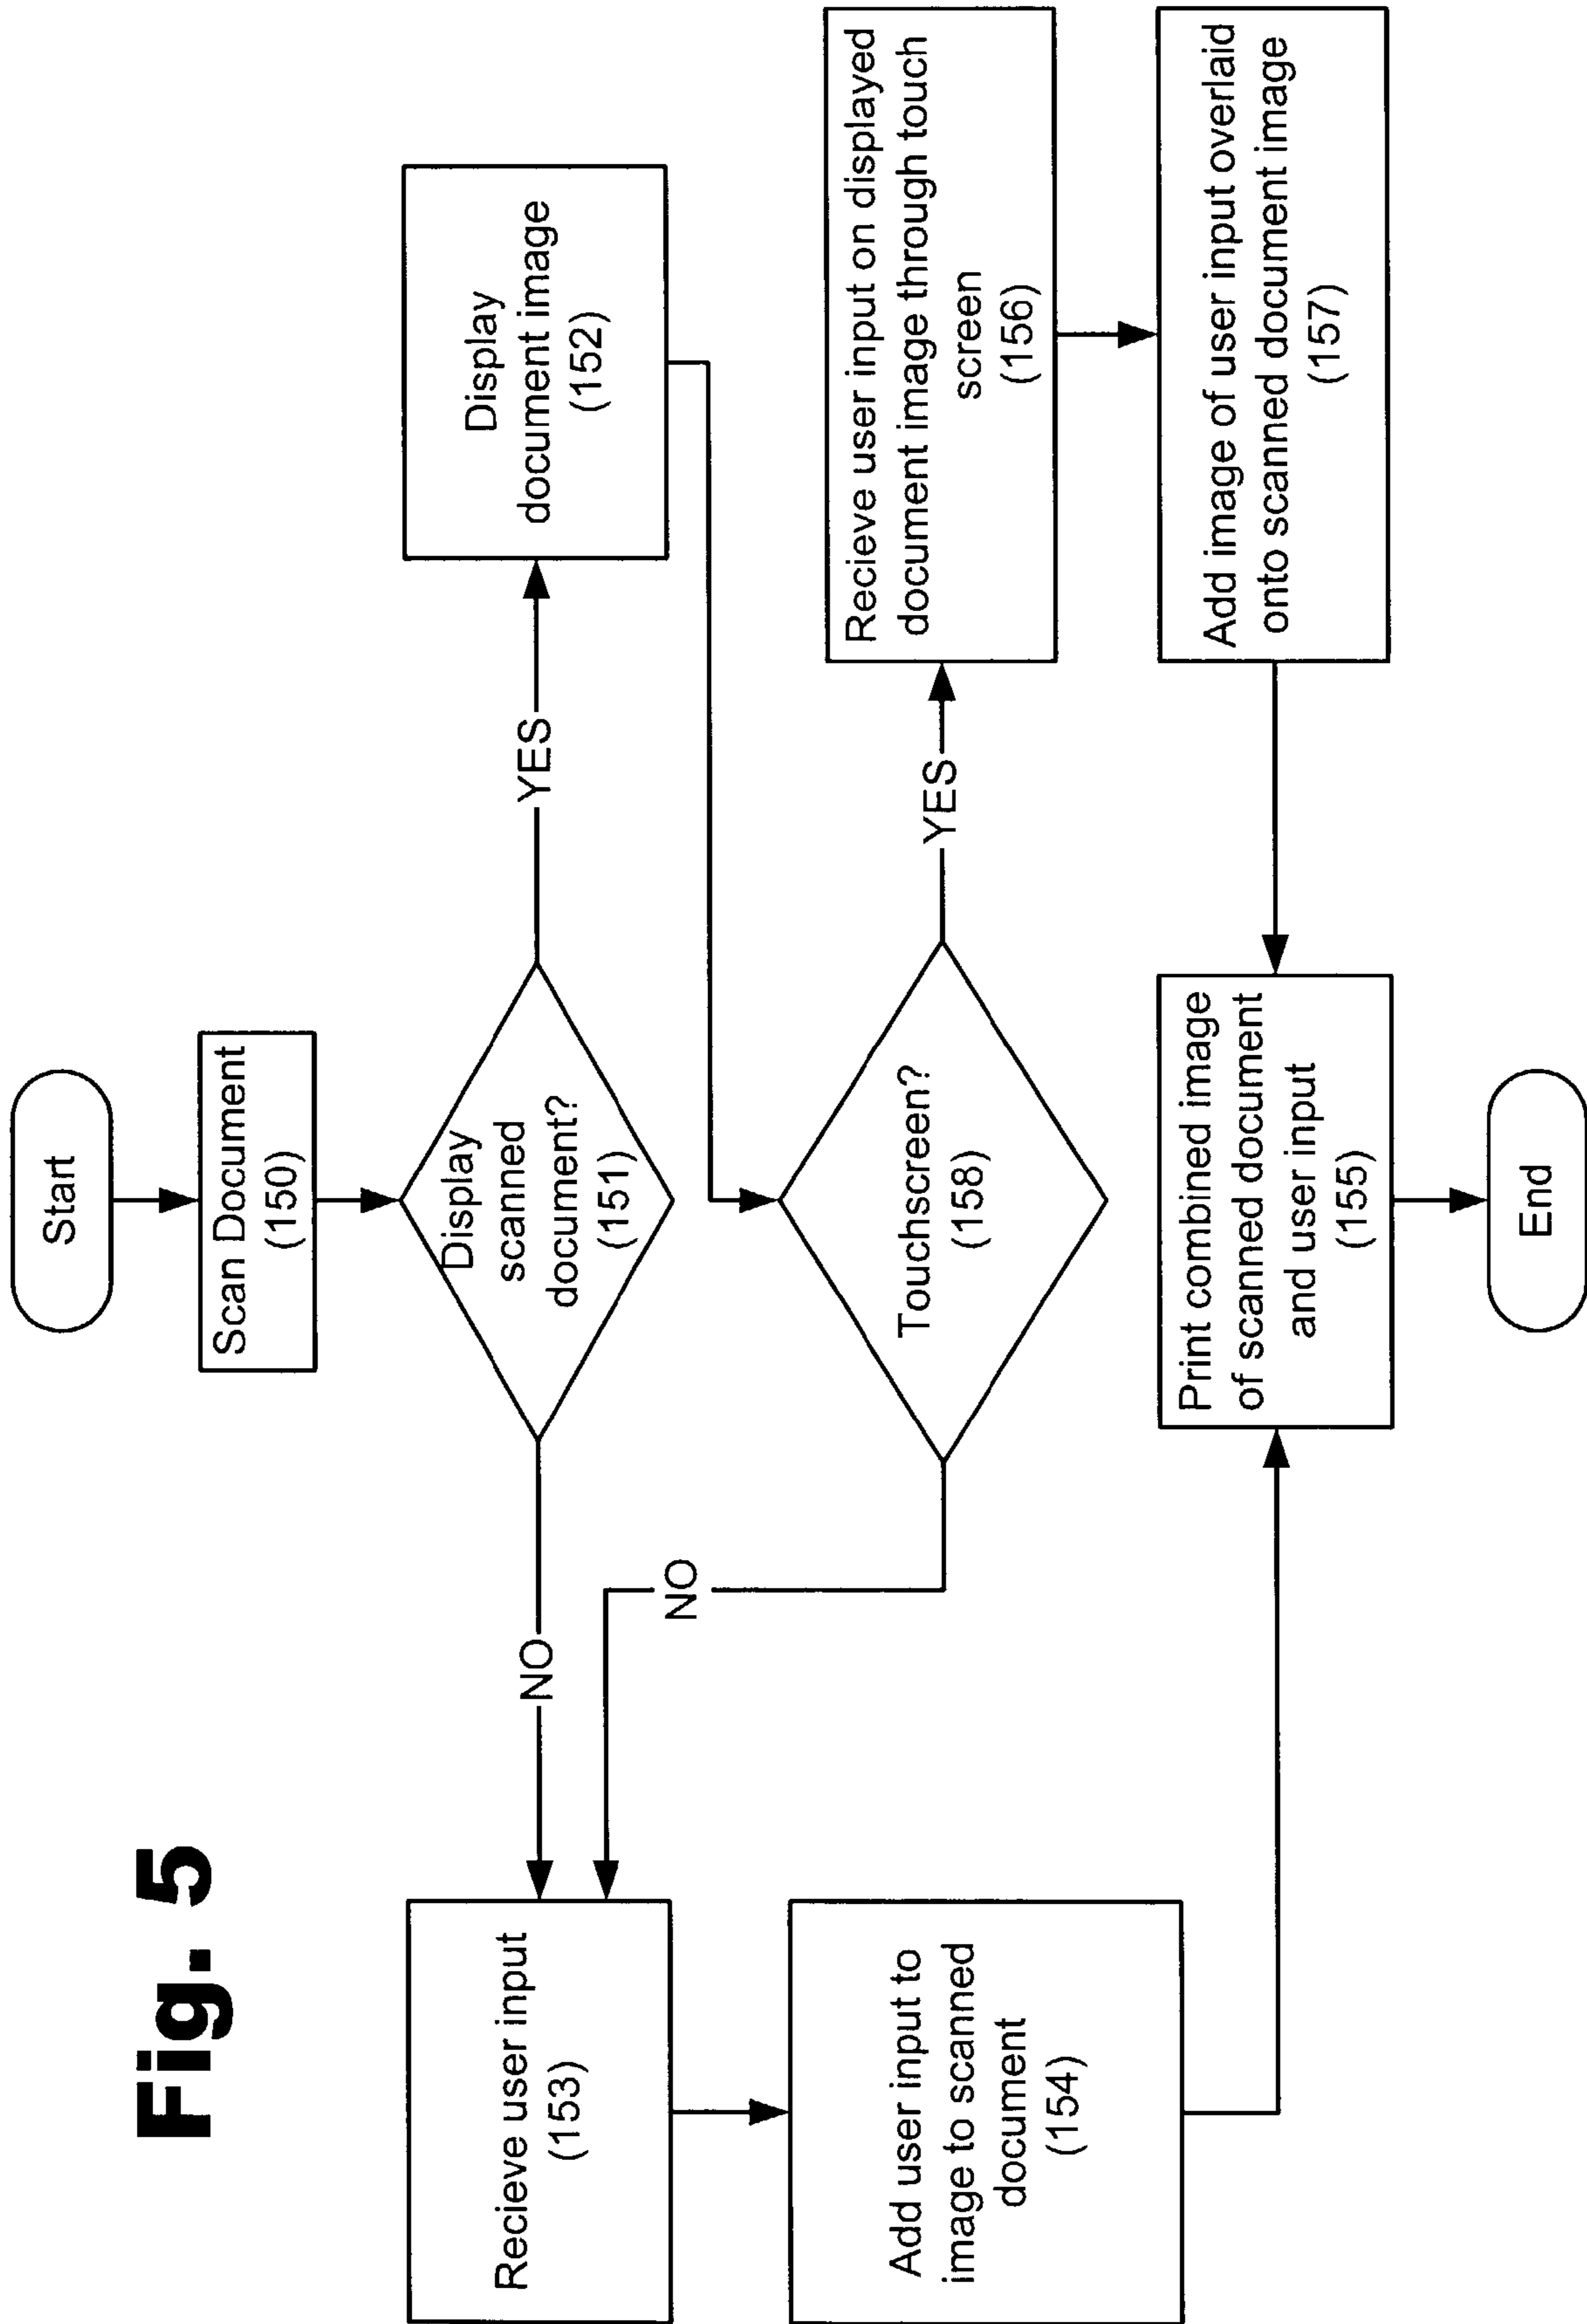 Fig. 5
Start
Scan Document
(150)
Display
scanned
document?
(151)
YES
NO
Display
document image
(152)
Recieve user input
(153)
Touchscreen?
(158)
YES
NO
Recieve user input on displayed
document image through touch
screen
(156)
Add user input to
image to scanned
document
(154)
Add image of user input overlaid
onto scanned document image
(157)
Print combined image
of scanned document
and user input
(155)
End